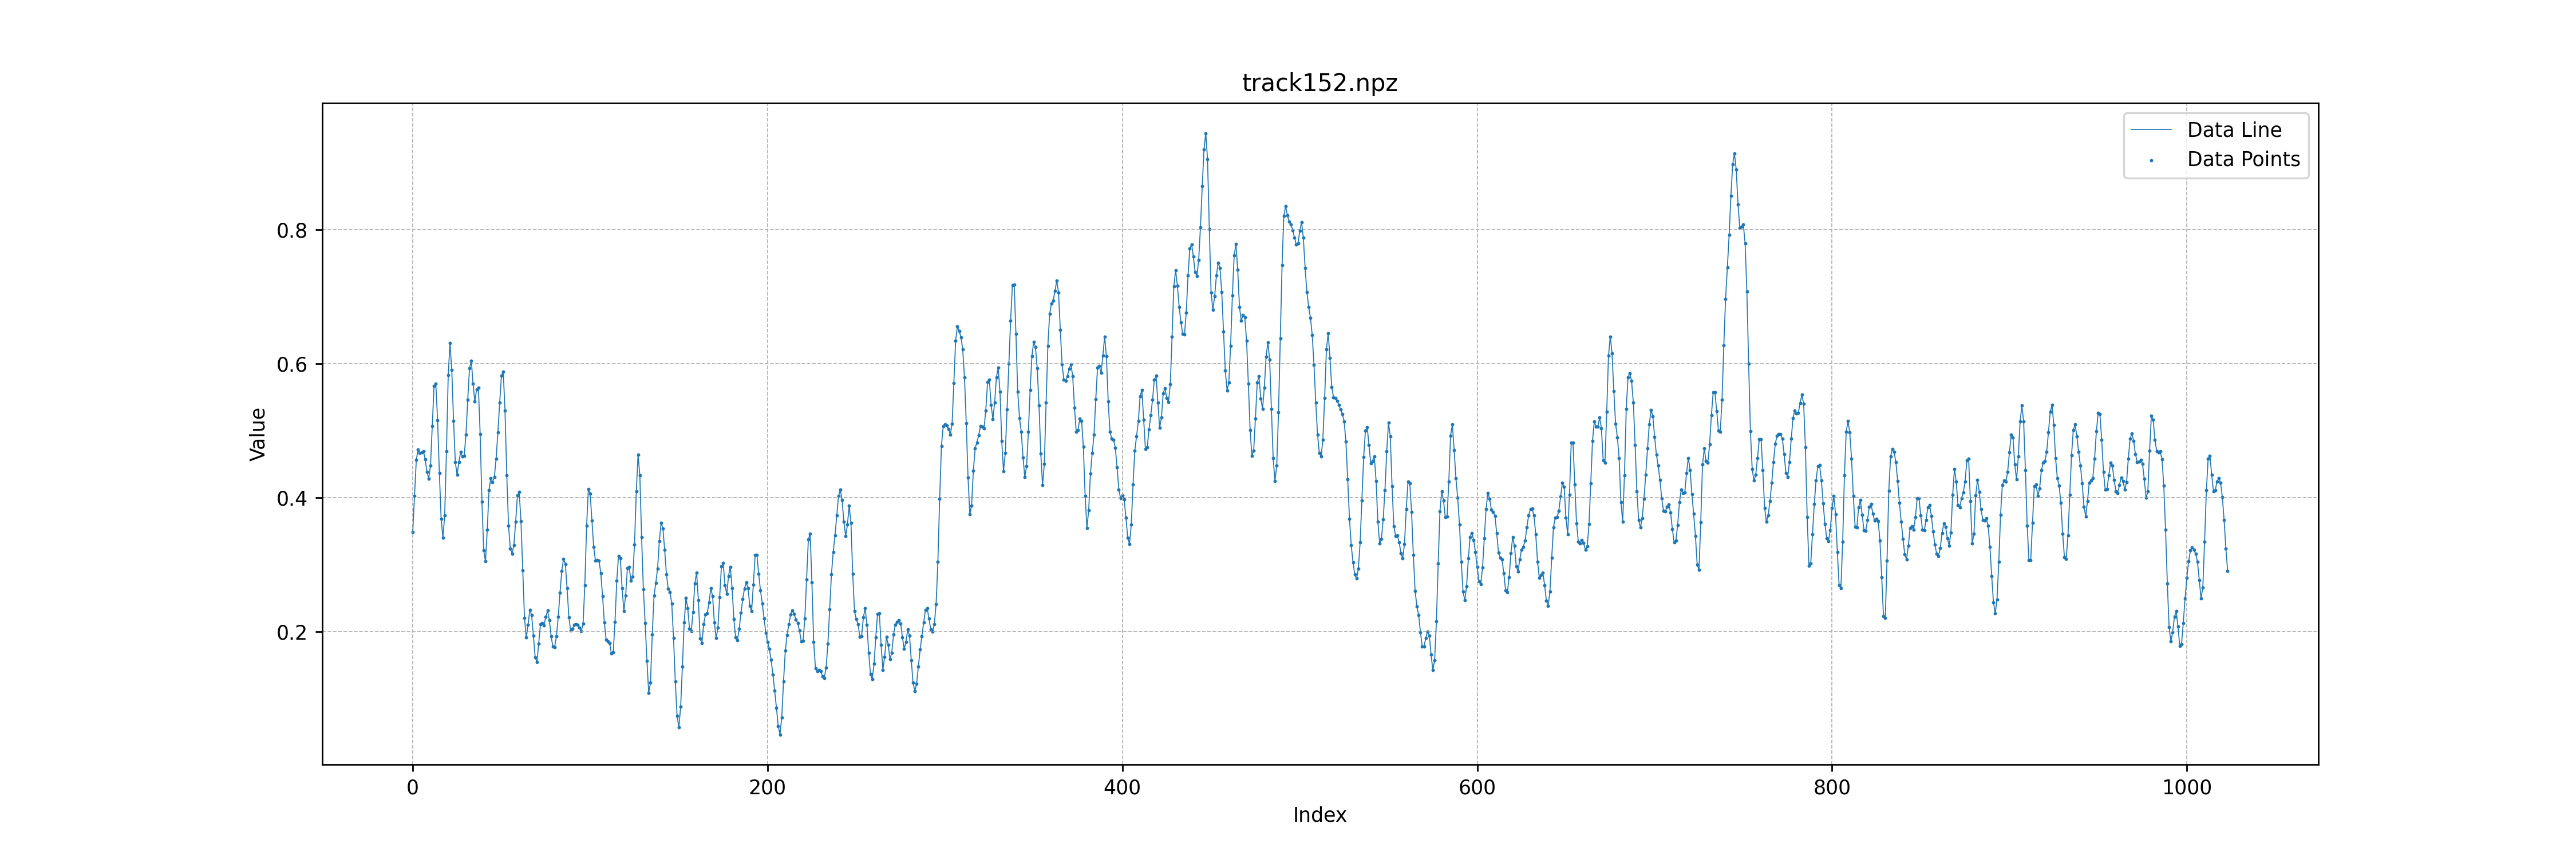 track152.npz
Data Line
Data Points
Value
0.8
0.6
0.4
0.2
0 200 400 600 800 1000
Index